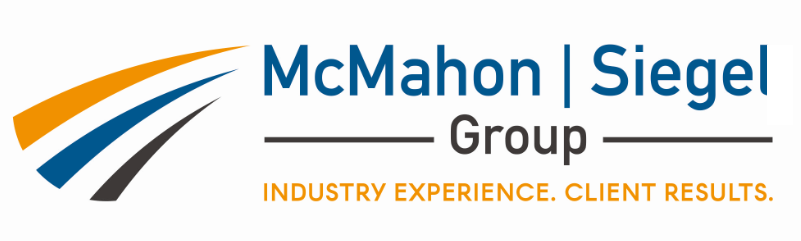 McMahon | Siegel
Group
INDUSTRY EXPERIENCE. CLIENT RESULTS.